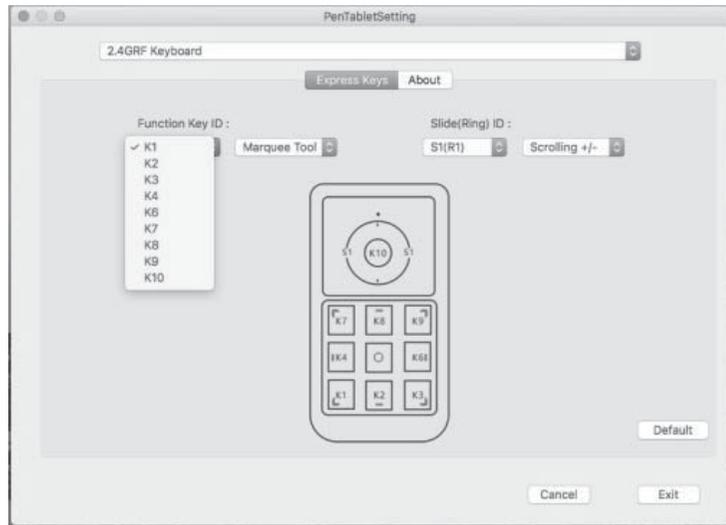 PenTabletSetting
2.4GRF Keyboard
Express Keys About
Function Key ID : Slide(Ring) ID :
✓ K1 Marquee Tool S1(R1) Scrolling +/-
K2
K3
K4
K6
K7
K8
K9
K10
S1 K10 S1
K7 K8 K9
K4 K6
K1 K2 K3
Default
Cancel Exit